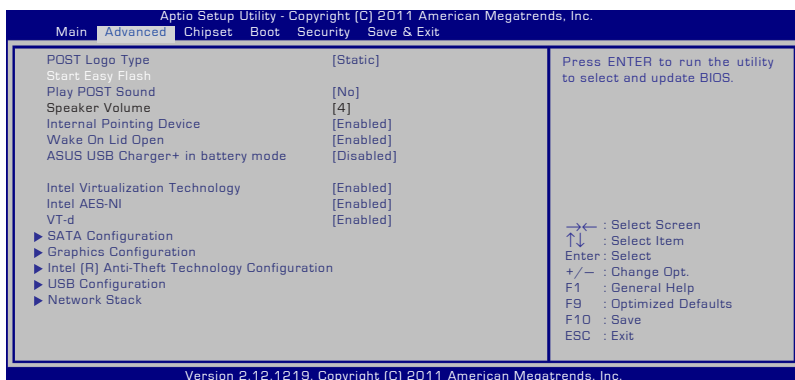 Aptio Setup Utility - Copyright (C) 2011 American Megatrends, Inc.
Main Advanced Chipset Boot Security Save & Exit
POST Logo Type [Static]
Start Easy Flash
Play POST Sound [No]
Speaker Volume [4]
Internal Pointing Device [Enabled]
Wake On Lid Open [Enabled]
ASUS USB Charger+ in battery mode [Disabled]
Intel Virtualization Technology [Enabled]
Intel AES-NI [Enabled]
VT-d [Enabled]
SATA Configuration
Graphics Configuration
Intel (R) Anti-Theft Technology Configuration
USB Configuration
Network Stack
Press ENTER to run the utility
to select and update BIOS.
→← : Select Screen
↑↓ : Select Item
Enter : Select
+/— : Change Opt.
F1 : General Help
F9 : Optimized Defaults
F10 : Save
ESC : Exit
Version 2.12.1219. Copyright (C) 2011 American Megatrends, Inc.